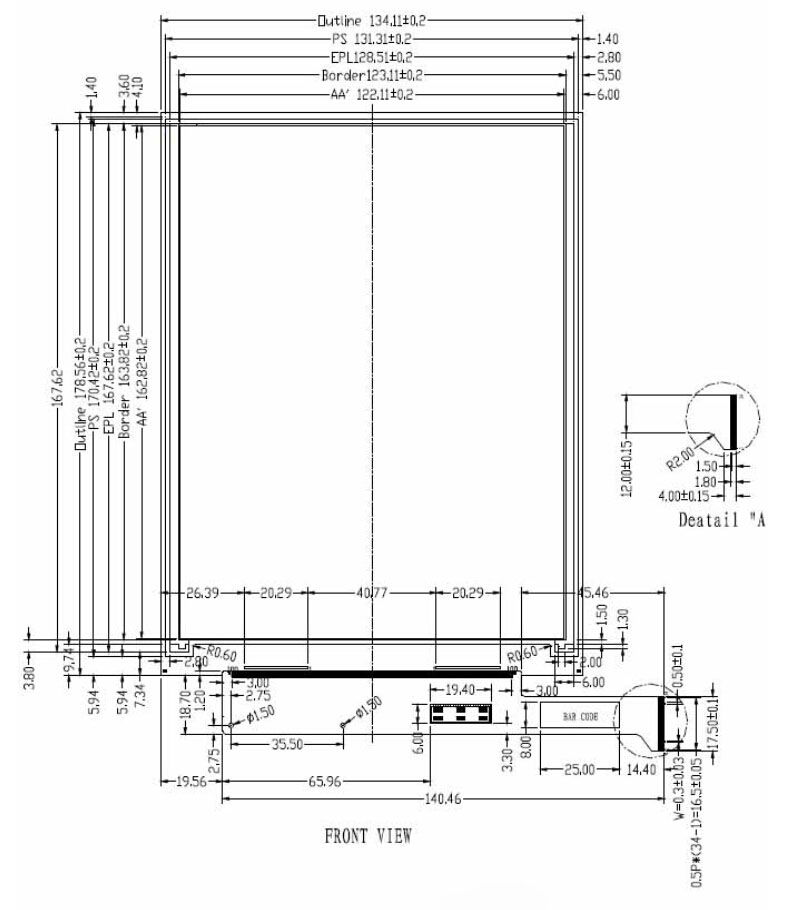 Outline 134.11±0.2
PS 131.31±0.2
1.40
EPL128.51±0.2
2.80
Border123.11±0.2
5.50
AA' 122.11±0.2
6.00
1.40
3.60
4.10
167.62
Outline 178.56±0.2
PS 170.42±0.2
EPL 167.62±0.2
Border 163.82±0.2
AA' 162.82±0.2
12.00±0.15
R2.00
1.50
1.80
4.00±0.15
Deatail "A
26.39
20.29
40.77
20.29
45.46
1.50
1.30
R0.60
R0.60
2.80
2.00
3.80
9.74
5.94
5.94
7.34
18.70
1.20
3.00
2.75
6.00
3.00
0.50±0.1
19.40
Ø1.50
Ø1.50
BAR CODE
17.50±0.1
35.50
6.00
3.30
8.00
2.75
25.00
14.40
19.56
65.96
140.46
W=0.3±0.03
0.5P*(34-1)=16.5±0.05
FRONT VIEW